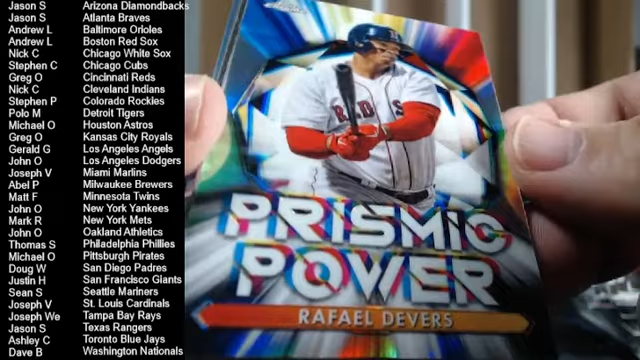 Jason S Arizona Diamondbacks
Jason S Atlanta Braves
Andrew L Baltimore Orioles
Andrew L Boston Red Sox
Nick C Chicago White Sox
Stephen C Chicago Cubs
Greg O Cincinnati Reds
Nick C Cleveland Indians
Stephen P Colorado Rockies
Polo M Detroit Tigers
Michael O Houston Astros
Greg O Kansas City Royals
Gerald G Los Angeles Angels
John O Los Angeles Dodgers
Joseph V Miami Marlins
Abel P Milwaukee Brewers
Matt F Minnesota Twins
John O New York Yankees
Mark R New York Mets
John O Oakland Athletics
Thomas S Philadelphia Phillies
Michael O Pittsburgh Pirates
Doug W San Diego Padres
Justin H San Francisco Giants
Sean S Seattle Mariners
Joseph V St. Louis Cardinals
Joseph We Tampa Bay Rays
Jason S Texas Rangers
Ashley C Toronto Blue Jays
Dave B Washington Nationals
RED S
PRISMIC
POWER
RAFAEL DEVERS